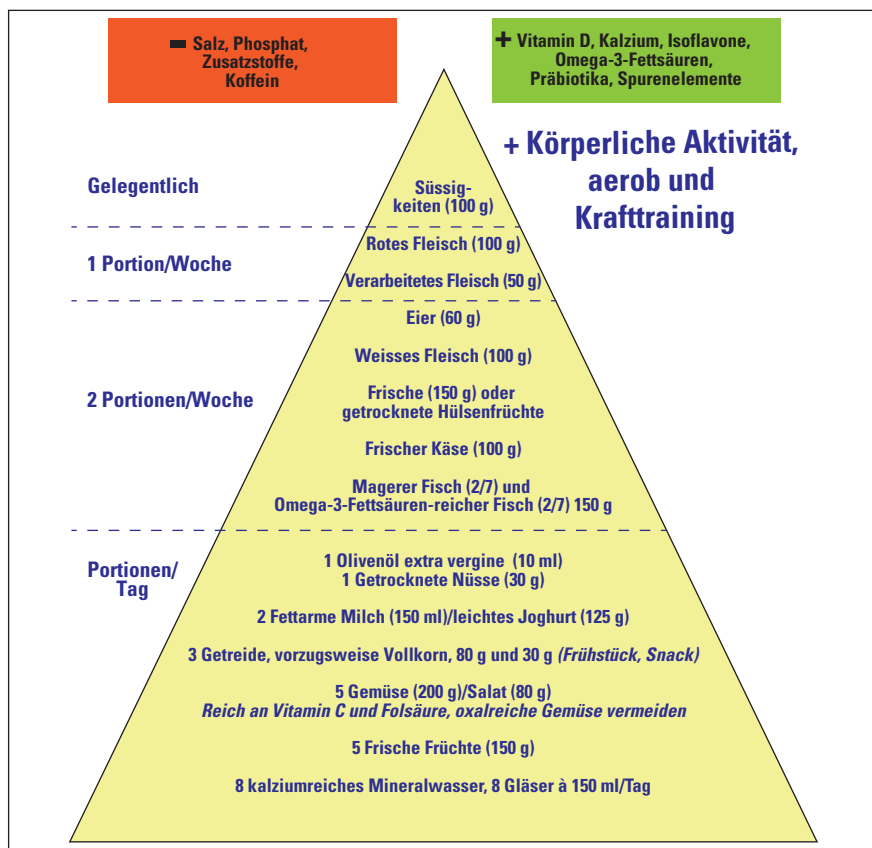 – Salz, Phosphat,
Zusatzstoffe,
Koffein
+ Vitamin D, Kalzium, Isoflavone,
Omega-3-Fettsäuren,
Präbiotika, Spurenelemente
+ Körperliche Aktivität,
aerob und
Krafttraining
Gelegentlich
Süssig-
keiten (100 g)
1 Portion/Woche
Rotes Fleisch (100 g)
Verarbeitetes Fleisch (50 g)
2 Portionen/Woche
Eier (60 g)
Weisses Fleisch (100 g)
Frische (150 g) oder
getrocknete Hülsenfrüchte
Frischer Käse (100 g)
Magerer Fisch (2/7) und
Omega-3-Fettsäuren-reicher Fisch (2/7) 150 g
Portionen/
Tag
1 Olivenöl extra vergine (10 ml)
1 Getrocknete Nüsse (30 g)
2 Fettarme Milch (150 ml)/leichtes Joghurt (125 g)
3 Getreide, vorzugsweise Vollkorn, 80 g und 30 g (Frühstück, Snack)
5 Gemüse (200 g)/Salat (80 g)
Reich an Vitamin C und Folsäure, oxalreiche Gemüse vermeiden
5 Frische Früchte (150 g)
8 kalziumreiches Mineralwasser, 8 Gläser à 150 ml/Tag